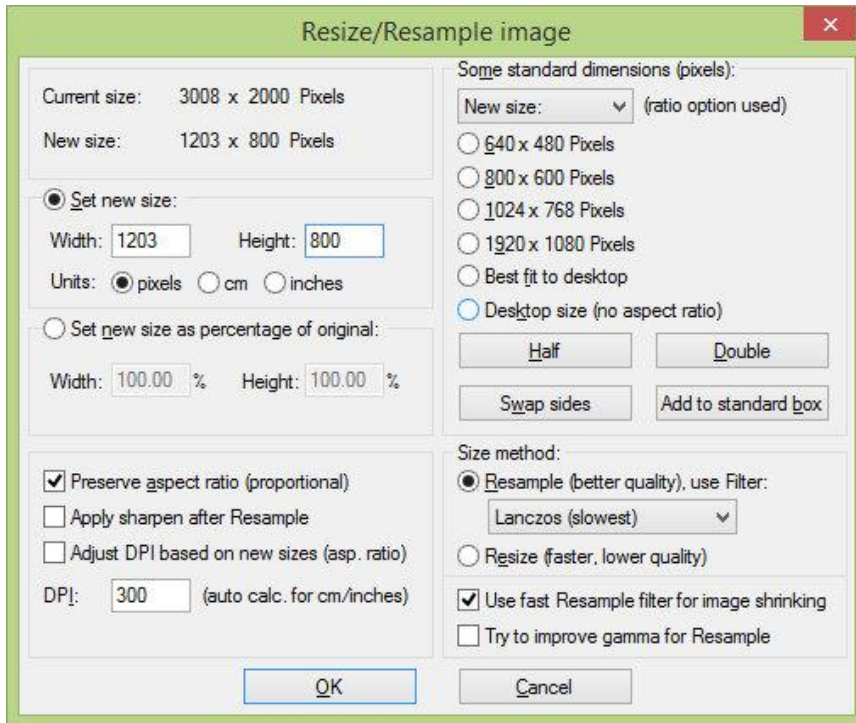 Resize/Resample image
Current size: 3008 x 2000 Pixels
New size: 1203 x 800 Pixels
Set new size:
Width: 1203 Height: 800
Units: pixels cm inches
Set new size as percentage of original:
Width: 100.00 % Height: 100.00 %
Preserve aspect ratio (proportional)
Apply sharpen after Resample
Adjust DPI based on new sizes (asp. ratio)
DPI: 300 (auto calc. for cm/inches)
Some standard dimensions (pixels):
New size: (ratio option used)
640 x 480 Pixels
800 x 600 Pixels
1024 x 768 Pixels
1920 x 1080 Pixels
Best fit to desktop
Desktop size (no aspect ratio)
Half Double
Swap sides Add to standard box
Size method:
Resample (better quality), use Filter:
Lanczos (slowest)
Resize (faster, lower quality)
Use fast Resample filter for image shrinking
Try to improve gamma for Resample
OK Cancel